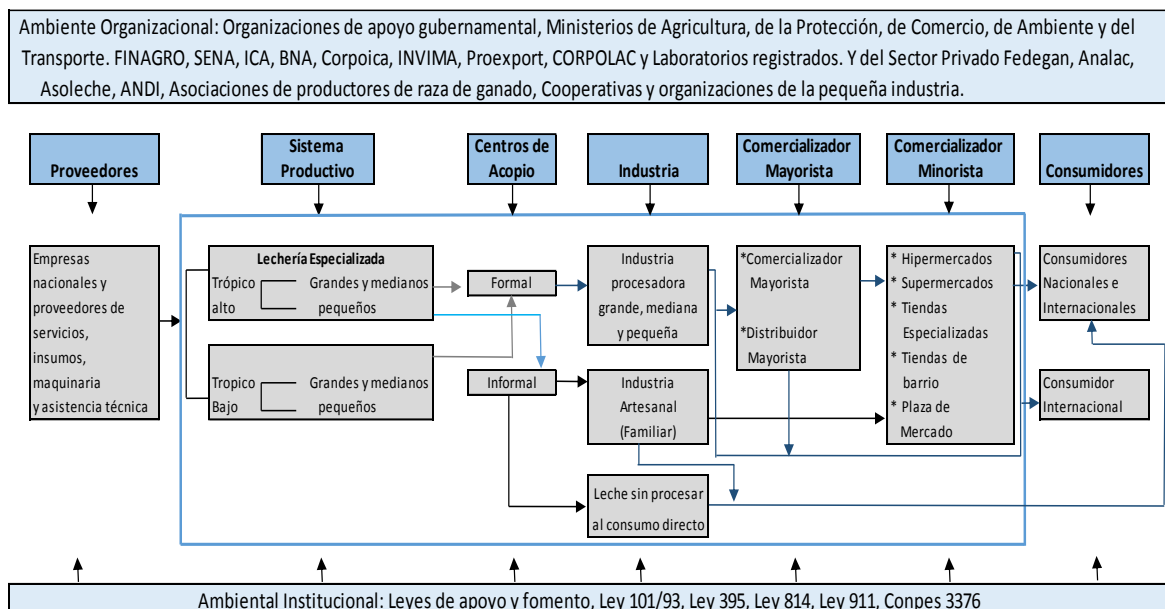 Ambiente Organizacional: Organizaciones de apoyo gubernamental, Ministerios de Agricultura, de la Protección, de Comercio, de Ambiente y del
Transporte. FINAGRO, SENA, ICA, BNA, Corpoica, INVIMA, Proexport, CORPOLAC y Laboratorios registrados. Y del Sector Privado Fedegan, Analac,
Asoleche, ANDI, Asociaciones de productores de raza de ganado, Cooperativas y organizaciones de la pequeña industria.
Proveedores
Sistema
Productivo
Centros de
Acopio
Industria
Comercializador
Mayorista
Comercializador
Minorista
Consumidores
Empresas
nacionales y
proveedores de
servicios,
insumos,
maquinaria
y asistencia técnica
Lechería Especializada
Trópico Grandes y medianos
alto pequeños
Tropico Grandes y medianos
Bajo pequeños
Formal
Informal
Industria
procesadora
grande, mediana
y pequeña
Industria
Artesanal
(Familiar)
Leche sin procesar
al consumo directo
*Comercializador
Mayorista
*Distribuidor
Mayorista
* Hipermercados
* Supermercados
* Tiendas
Especializadas
* Tiendas de
barrio
* Plaza de
Mercado
Consumidores
Nacionales e
Internacionales
Consumidor
Internacional
Ambiental Institucional: Leyes de apoyo y fomento, Ley 101/93, Ley 395, Ley 814, Ley 911, Conpes 3376